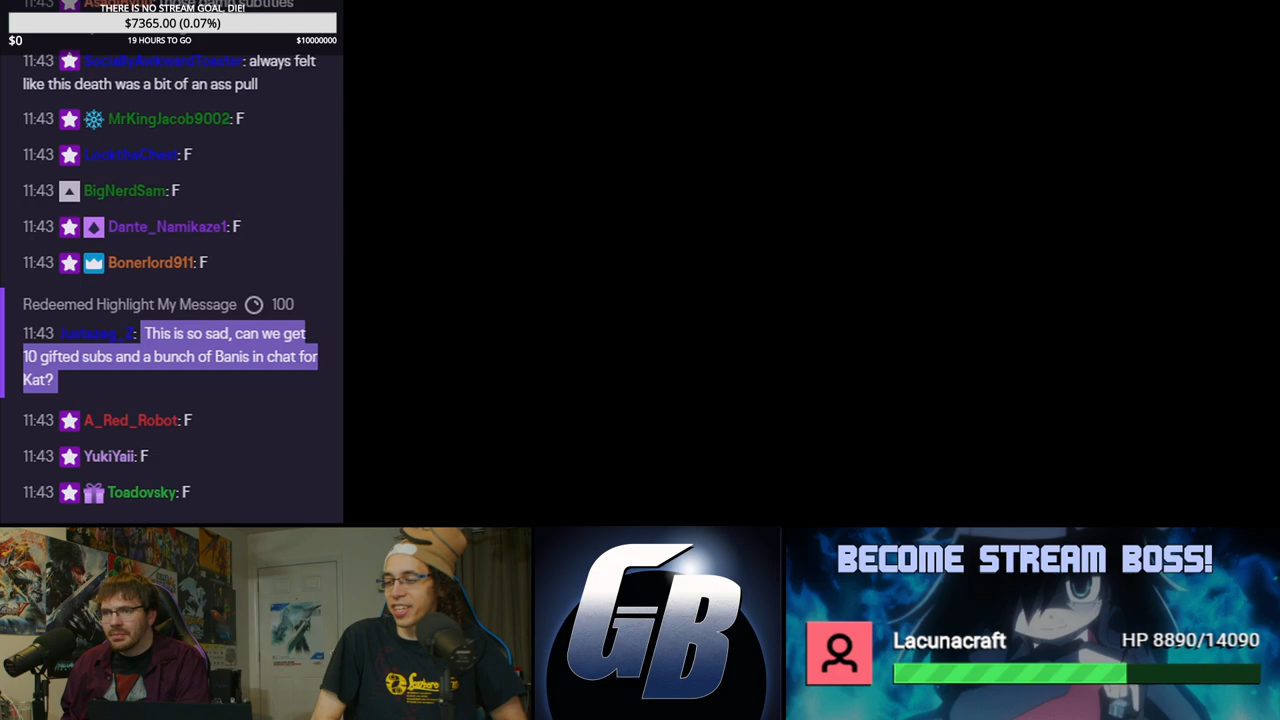 THERE IS NO STREAM GOAL, DIE!
$7365.00 (0.07%)
$0 19 HOURS TO GO $10000000
11:43 SociallyAwkwardToaster: always felt
like this death was a bit of an ass pull
11:43 MrKingJacob9002: F
11:43 LocktheChest: F
11:43 BigNerdSam: F
11:43 Dante_Namikaze1: F
11:43 Bonerlord911: F
Redeemed Highlight My Message 100
11:43 : This is so sad, can we get
10 gifted subs and a bunch of Banis in chat for
Kat?
11:43 A_Red_Robot: F
11:43 YukiYaii: F
11:43 Toadovsky: F
GB
BECOME STREAM BOSS!
Lacunacraft HP 8890/14090